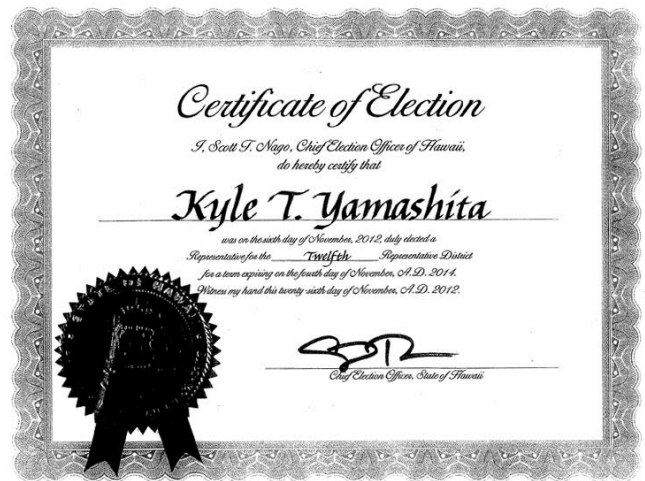 Certificate of Election
I, Scott T. Nago, Chief Election Officer of Hawaii,
do hereby certify that
Kyle T. Yamashita
was on the sixth day of November, 2012, duly elected a
Representative for the Twelfth Representative District
for a term expiring on the fourth day of November, A.D. 2014.
Witness my hand this twenty-sixth day of November, A.D. 2012.
Chief Election Officer, State of Hawaii